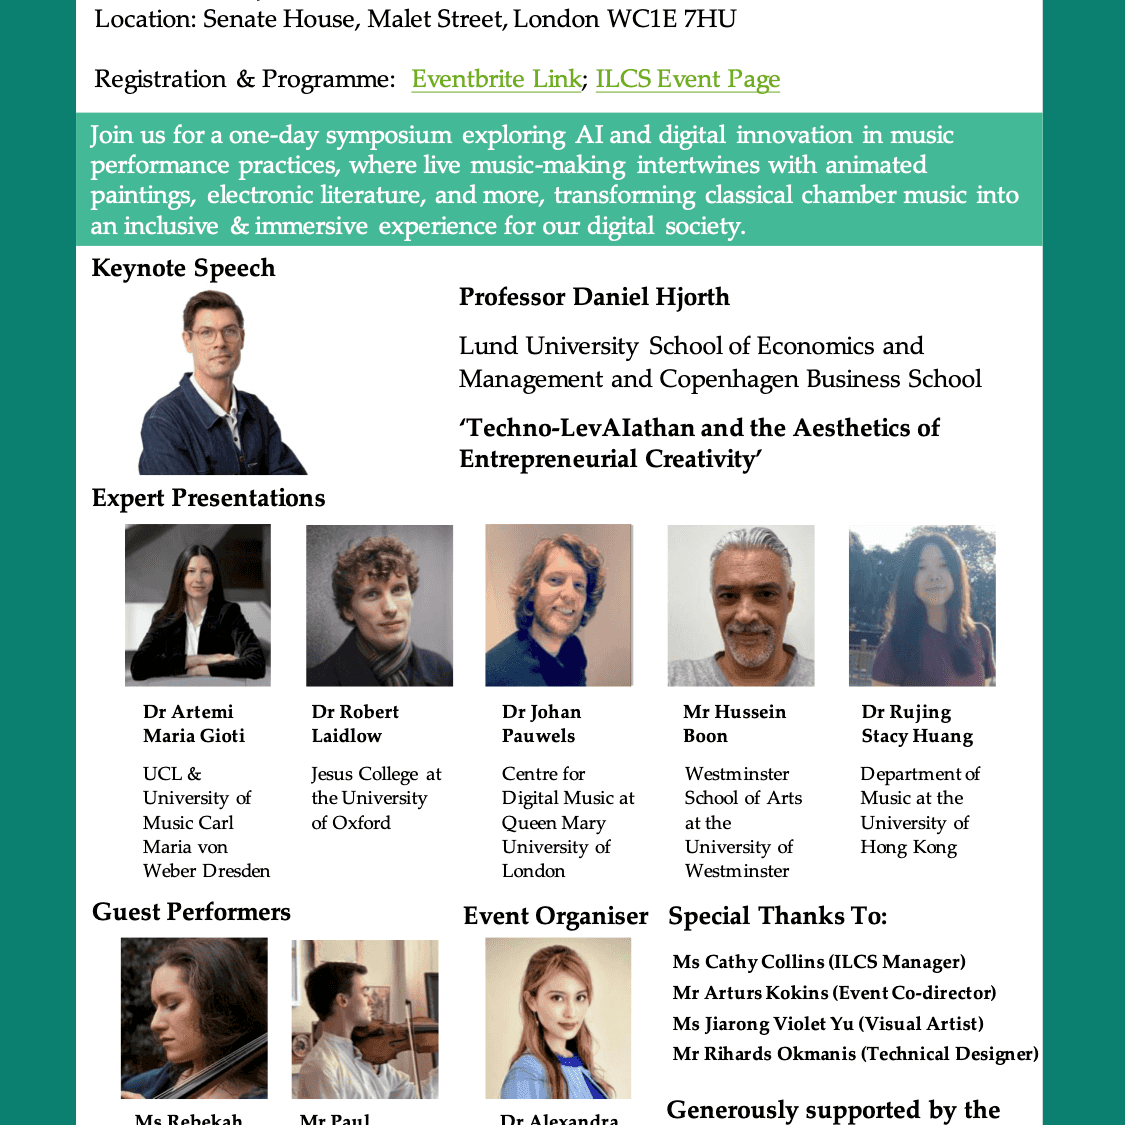 Location: Senate House, Malet Street, London WC1E 7HU
Registration & Programme: Eventbrite Link; ILCS Event Page
Join us for a one-day symposium exploring AI and digital innovation in music
performance practices, where live music-making intertwines with animated
paintings, electronic literature, and more, transforming classical chamber music into
an inclusive & immersive experience for our digital society.
Keynote Speech
Professor Daniel Hjorth
Lund University School of Economics and
Management and Copenhagen Business School
‘Techno-LevAIathan and the Aesthetics of
Entrepreneurial Creativity’
Expert Presentations
Dr Artemi
Maria Gioti
UCL &
University of
Music Carl
Maria von
Weber Dresden
Dr Robert
Laidlow
Jesus College at
the University
of Oxford
Dr Johan
Pauwels
Centre for
Digital Music at
Queen Mary
University of
London
Mr Hussein
Boon
Westminster
School of Arts
at the
University of
Westminster
Dr Rujing
Stacy Huang
Department of
Music at the
University of
Hong Kong
Guest Performers
Ms Rebekah
Mr Paul
Event Organiser
Dr Alexandra
Special Thanks To:
Ms Cathy Collins (ILCS Manager)
Mr Arturs Kokins (Event Co-director)
Ms Jiarong Violet Yu (Visual Artist)
Mr Rihards Okmanis (Technical Designer)
Generously supported by the